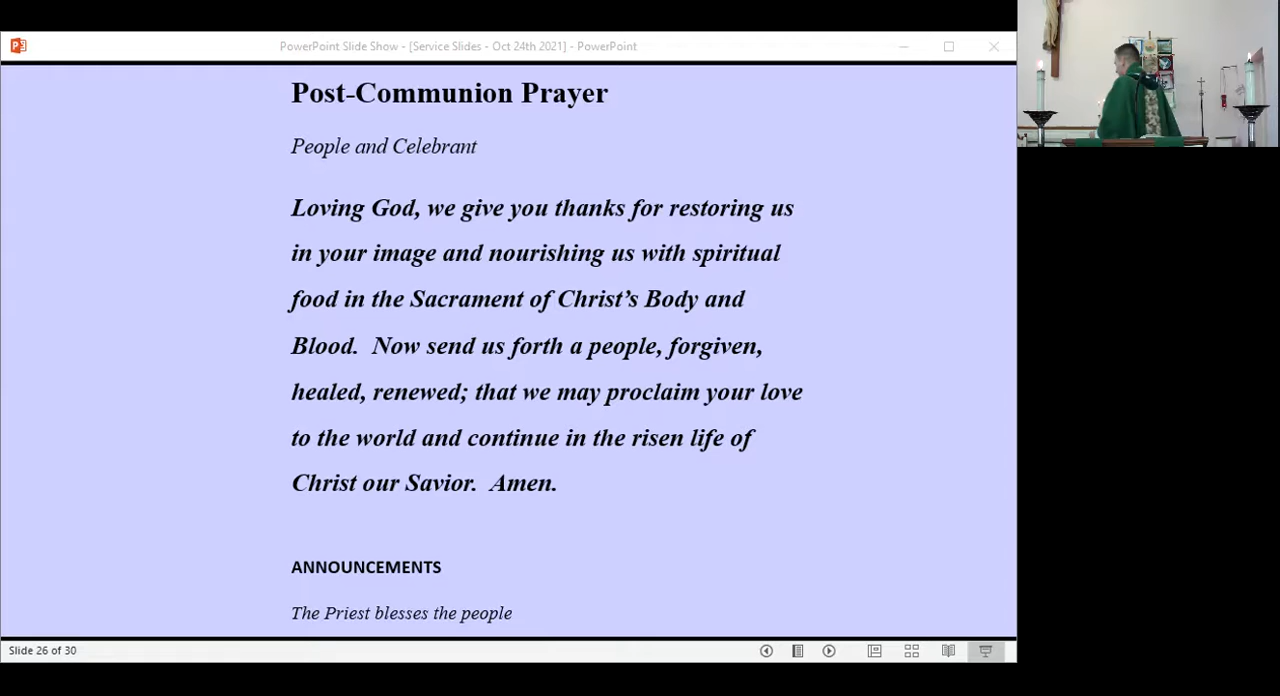 PowerPoint Slide Show - [Service Slides - Oct 24th 2021] - PowerPoint
Post-Communion Prayer
People and Celebrant
Loving God, we give you thanks for restoring us
in your image and nourishing us with spiritual
food in the Sacrament of Christ’s Body and
Blood.  Now send us forth a people, forgiven,
healed, renewed; that we may proclaim your love
to the world and continue in the risen life of
Christ our Savior.  Amen.
ANNOUNCEMENTS
The Priest blesses the people
Slide 26 of 30